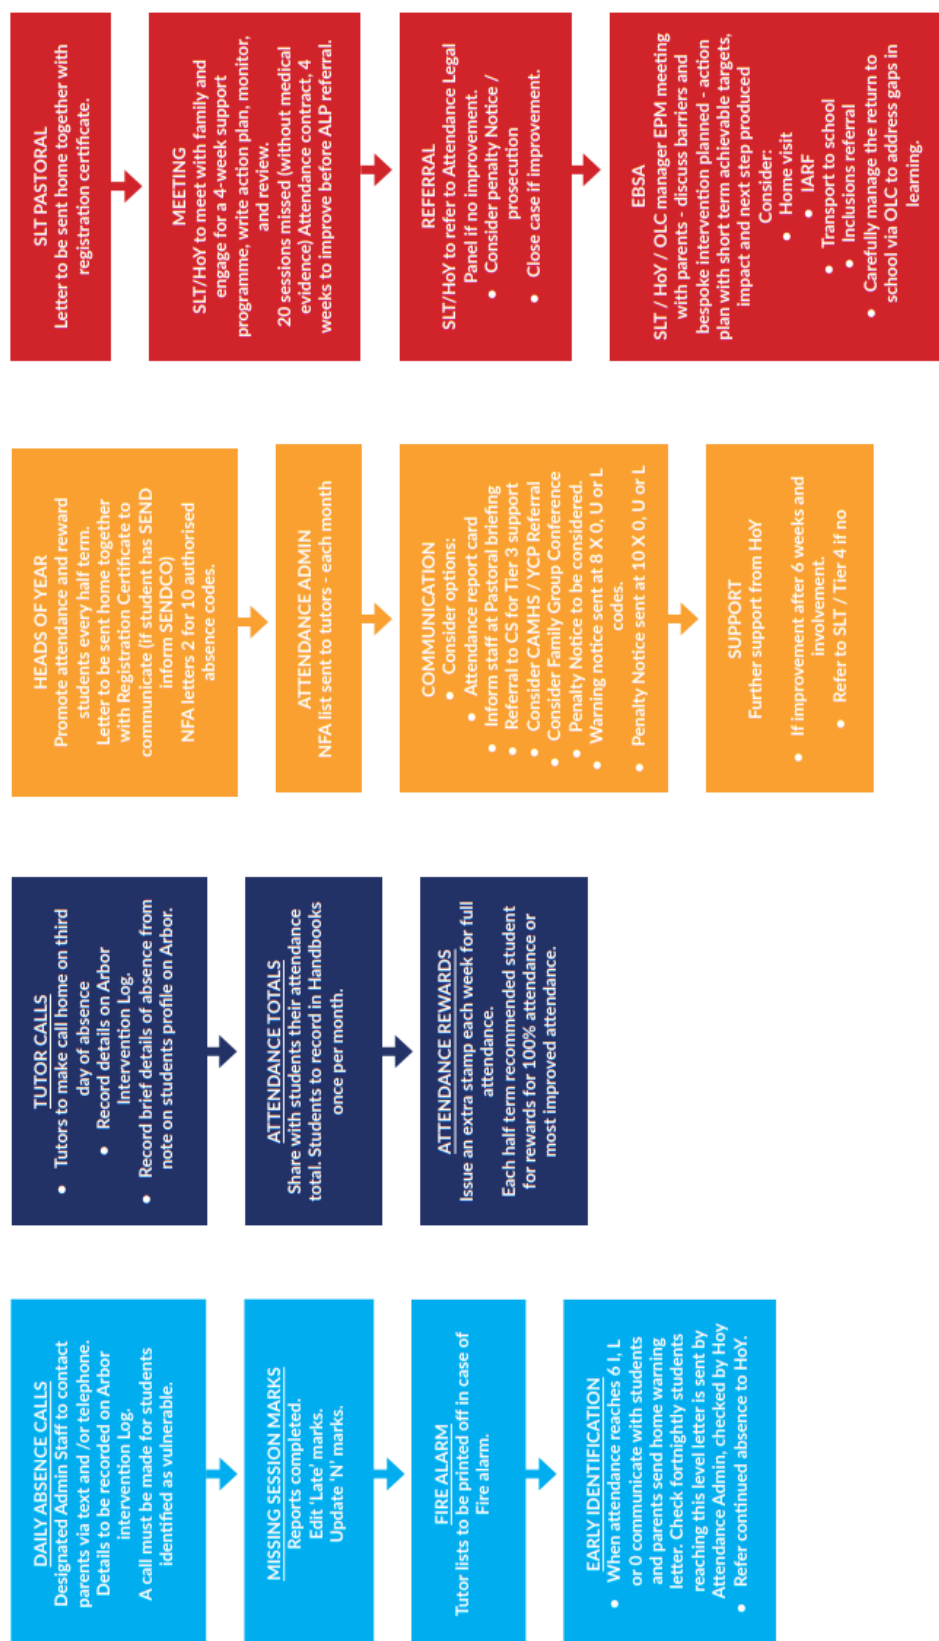 DAILY ABSENCE CALLS
Designated Admin Staff to contact
parents via text and /or telephone.
Details to be recorded on Arbor
intervention Log.
A call must be made for students
identified as vulnerable.
MISSING SESSION MARKS
Reports completed.
Edit 'Late' marks.
Update 'N' marks.
FIRE ALARM
Tutor lists to be printed off in case of
Fire alarm.
EARLY IDENTIFICATION
• When attendance reaches 6 I, L
or 0 communicate with students
and parents send home warning
letter. Check fortnightly students
reaching this level letter is sent by
Attendance Admin, checked by Hoy
• Refer continued absence to HoY.
TUTOR CALLS
• Tutors to make call home on third
day of absence
• Record details on Arbor
Intervention Log.
• Record brief details of absence from
note on students profile on Arbor.
ATTENDANCE TOTALS
Share with students their attendance
total. Students to record in Handbooks
once per month.
ATTENDANCE REWARDS
Issue an extra stamp each week for full
attendance.
Each half term recommended student
for rewards for 100% attendance or
most improved attendance.
HEADS OF YEAR
Promote attendance and reward
students every half term.
Letter to be sent home together
with Registration Certificate to
communicate (if student has SEND
inform SENDCO)
NFA letters 2 for 10 authorised
absence codes.
ATTENDANCE ADMIN
NFA list sent to tutors - each month
COMMUNICATION
• Consider options:
• Attendance report card
• Inform staff at Pastoral briefing
• Referral to CS for Tier 3 support
• Consider CAMHS / YCP Referral
• Consider Family Group Conference
• Penalty Notice to be considered.
• Warning notice sent at 8 X 0, U or L
codes.
• Penalty Notice sent at 10 X 0, U or L
SUPPORT
Further support from HoY
• If improvement after 6 weeks and
involvement.
• Refer to SLT / Tier 4 if no
SLT PASTORAL
Letter to be sent home together with
registration certificate.
MEETING
SLT/HoY to meet with family and
engage for a 4-week support
programme, write action plan, monitor,
and review.
20 sessions missed (without medical
evidence) Attendance contract, 4
weeks to improve before ALP referral.
REFERRAL
SLT/HoY to refer to Attendance Legal
Panel if no improvement.
• Consider penalty Notice /
prosecution
• Close case if improvement.
EBSA
SLT / HoY / OLC manager EPM meeting
with parents - discuss barriers and
bespoke intervention planned - action
plan with short term achievable targets,
impact and next step produced
Consider:
• Home visit
• IARF
• Transport to school
• Inclusions referral
• Carefully manage the return to
school via OLC to address gaps in
learning.